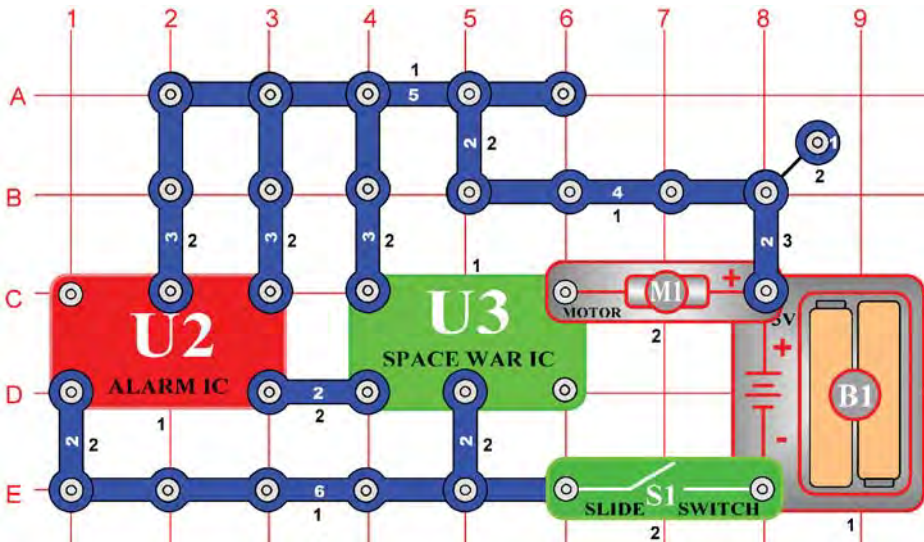 1 2 3 4 5 6 7 8 9
1
A 5
2 2 1
2
B 4
3 2 3 2 3 2 1 2 3
1
C U2 U3 M1 +
MOTOR 3V
SPACE WAR IC 2 +
D ALARM IC 2 B1
1 2 -
2 2 2 2
E 6 S1
1 SLIDE SWITCH
2 1